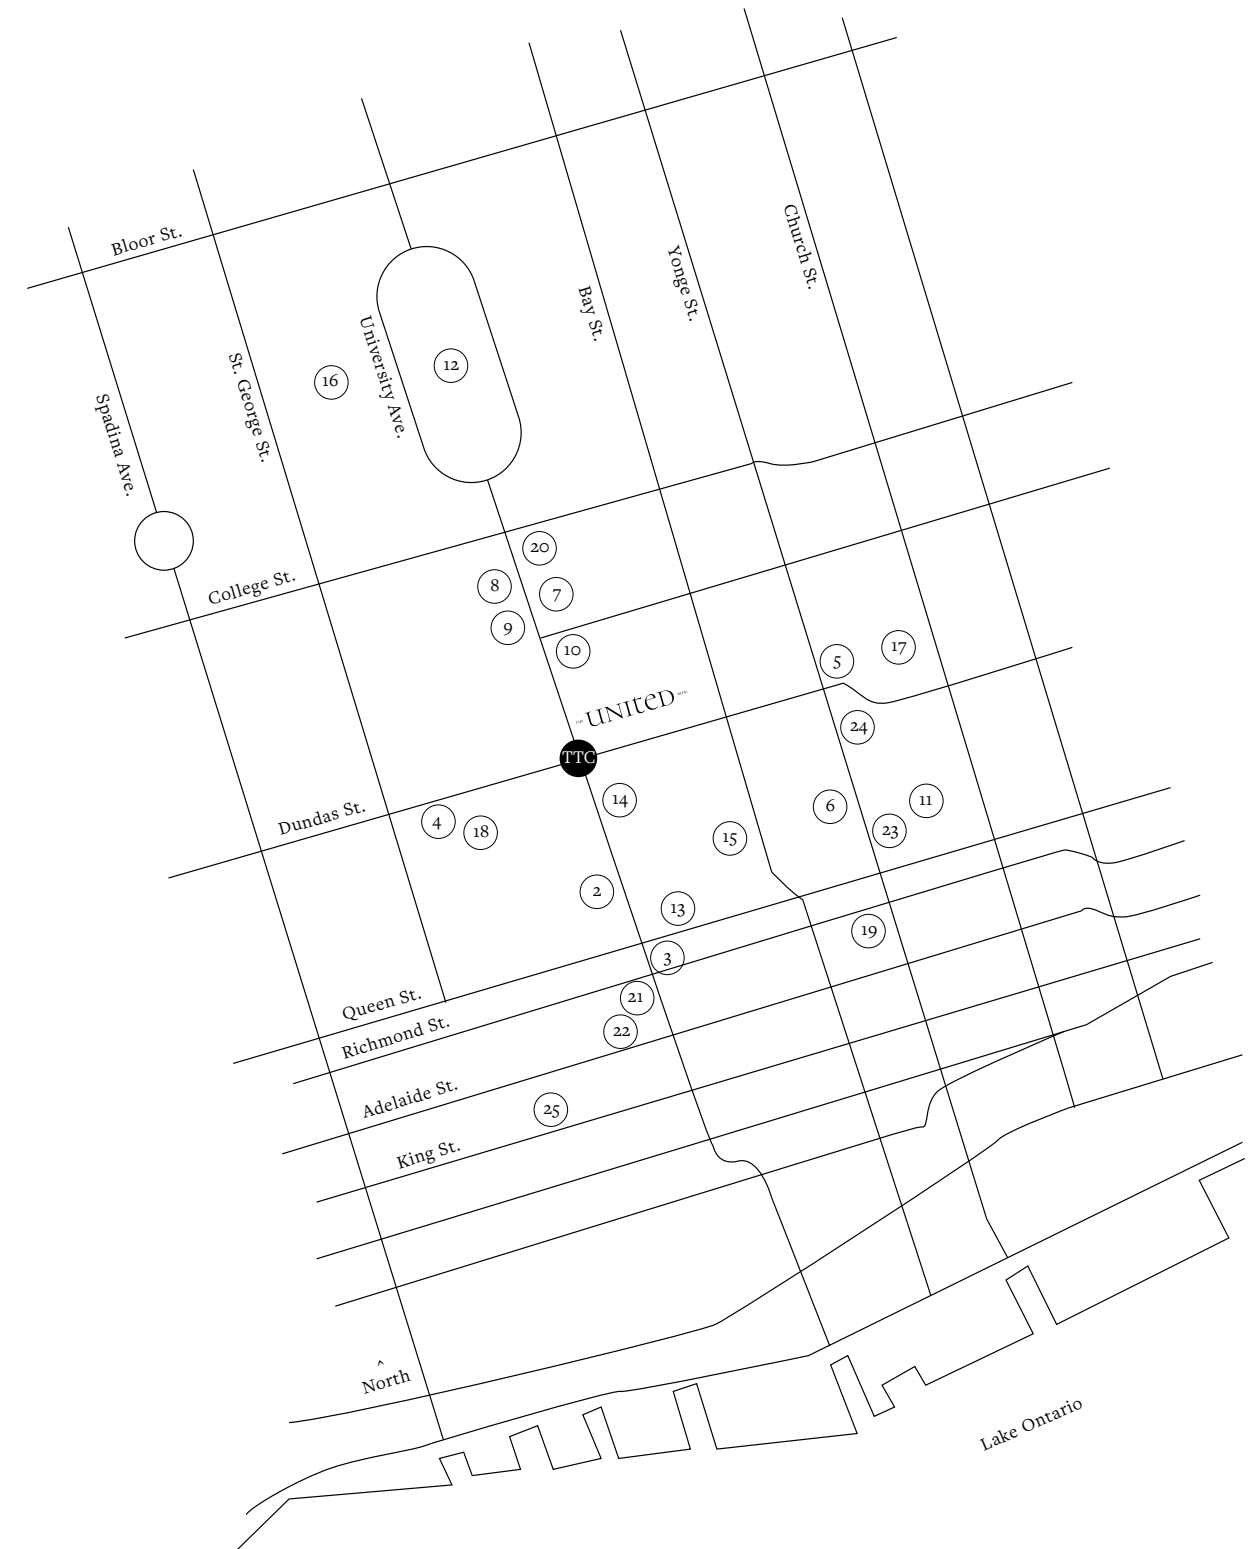 Church St.
Bloor St.
Yonge St.
Bay St.
University Ave.
St. George St.
12
16
Spadina Ave.
20
College St.
8
7
9
10
17
5
UNITED
24
TTC
14
11
6
Dundas St.
4
18
23
15
2
13
19
3
Queen St.
21
Richmond St.
22
Adelaide St.
25
King St.
^
North
Lake Ontario